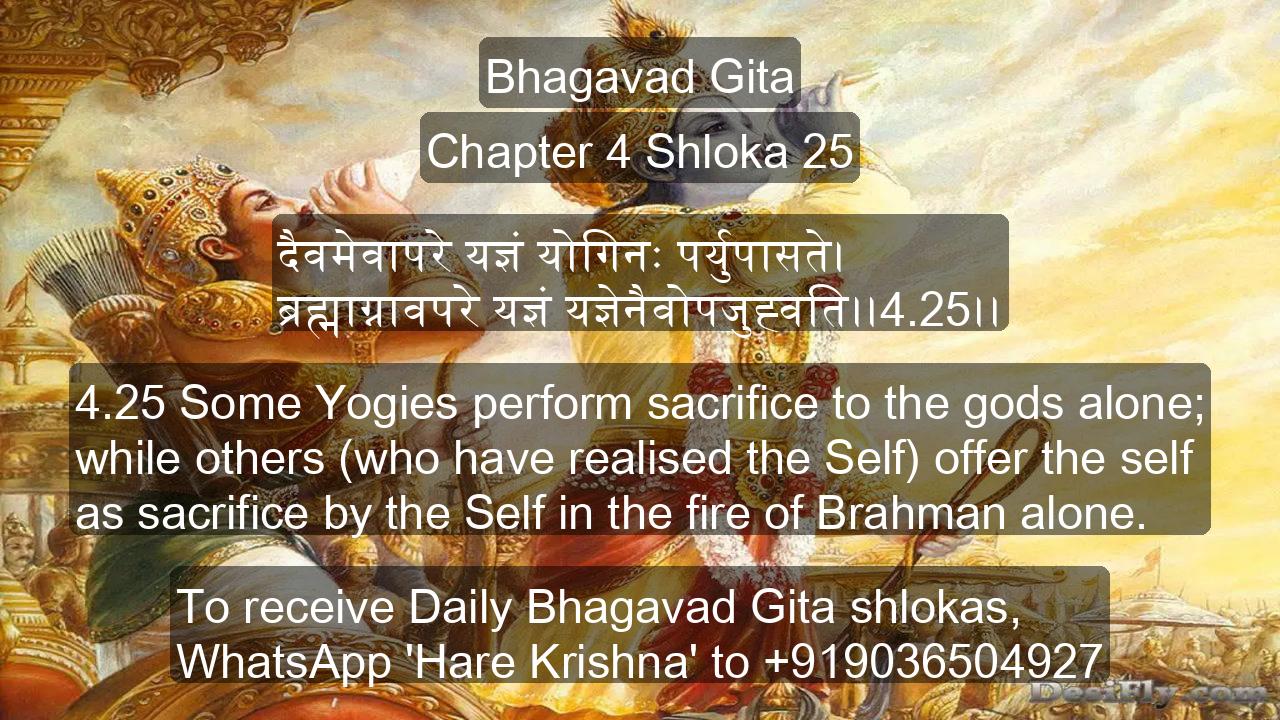 Bhagavad Gita
Chapter 4 Shloka 25
दैवमेवापरे यज्ञं योगिनः पर्युपासते।
ब्रह्माग्नावपरे यज्ञं यज्ञेनैवोपजुह्वति।।4.25।।
4.25 Some Yogies perform sacrifice to the gods alone;
while others (who have realised the Self) offer the self
as sacrifice by the Self in the fire of Brahman alone.
To receive Daily Bhagavad Gita shlokas,
WhatsApp 'Hare Krishna' to +919036504927
DesiFly.com